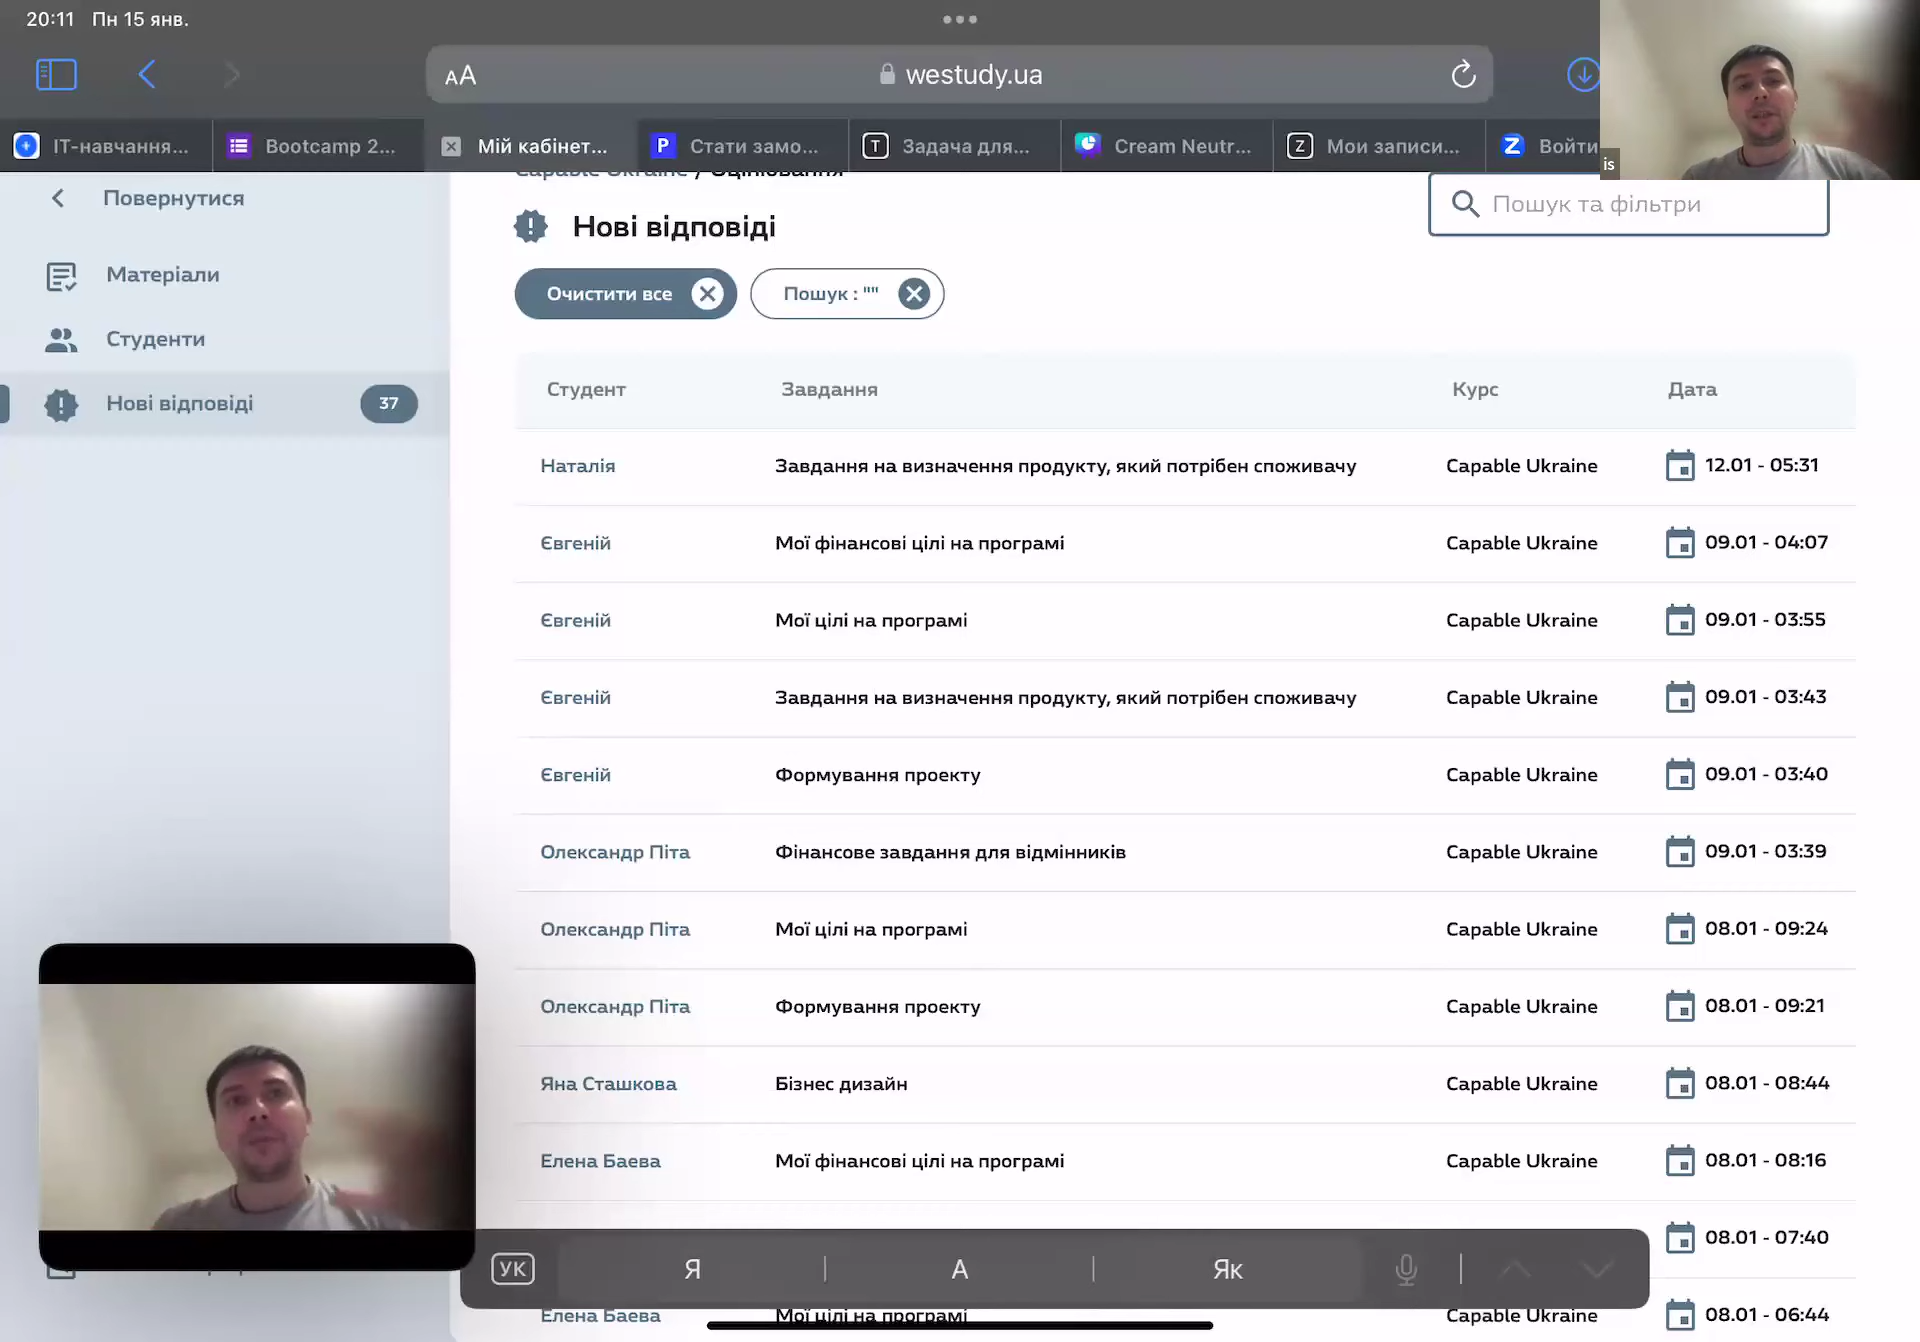 20:11 Пн 15 янв.
AA westudy.ua
IT-навчання... Bootcamp 2... Мій кабінет... P Стати замо... T Задача для... Cream Neutr... Z Мои записи... Z Войти
is
Повернутися
Матеріали
Студенти
Нові відповіді 37
Capable Ukraine / Оцінювання
Нові відповіді
Пошук та фільтри
Очистити все
Пошук : ""
Студент Завдання Курс Дата
Наталія Завдання на визначення продукту, який потрібен споживачу Capable Ukraine 12.01 - 05:31
Євгеній Мої фінансові цілі на програмі Capable Ukraine 09.01 - 04:07
Євгеній Мої цілі на програмі Capable Ukraine 09.01 - 03:55
Євгеній Завдання на визначення продукту, який потрібен споживачу Capable Ukraine 09.01 - 03:43
Євгеній Формування проекту Capable Ukraine 09.01 - 03:40
Олександр Піта Фінансове завдання для відмінників Capable Ukraine 09.01 - 03:39
Олександр Піта Мої цілі на програмі Capable Ukraine 08.01 - 09:24
Олександр Піта Формування проекту Capable Ukraine 08.01 - 09:21
Яна Сташкова Бізнес дизайн Capable Ukraine 08.01 - 08:44
Елена Баева Мої фінансові цілі на програмі Capable Ukraine 08.01 - 08:16
08.01 - 07:40
УК Я А Як
Елена Баева Мої цілі на програмі Capable Ukraine 08.01 - 06:44